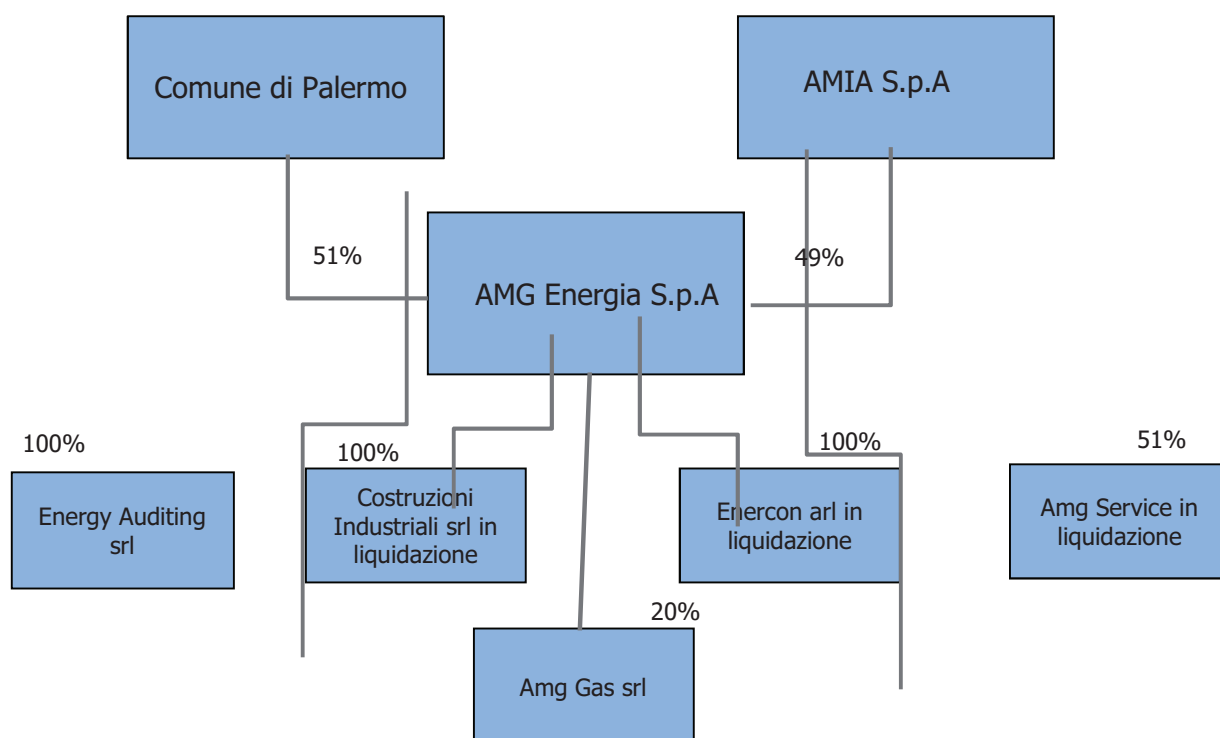 Comune di Palermo
AMIA S.p.A
51%
49%
AMG Energia S.p.A
100%
100%
100%
51%
Energy Auditing
srl
Costruzioni
Industriali srl in
liquidazione
Enercon arl in
liquidazione
Amg Service in
liquidazione
20%
Amg Gas srl